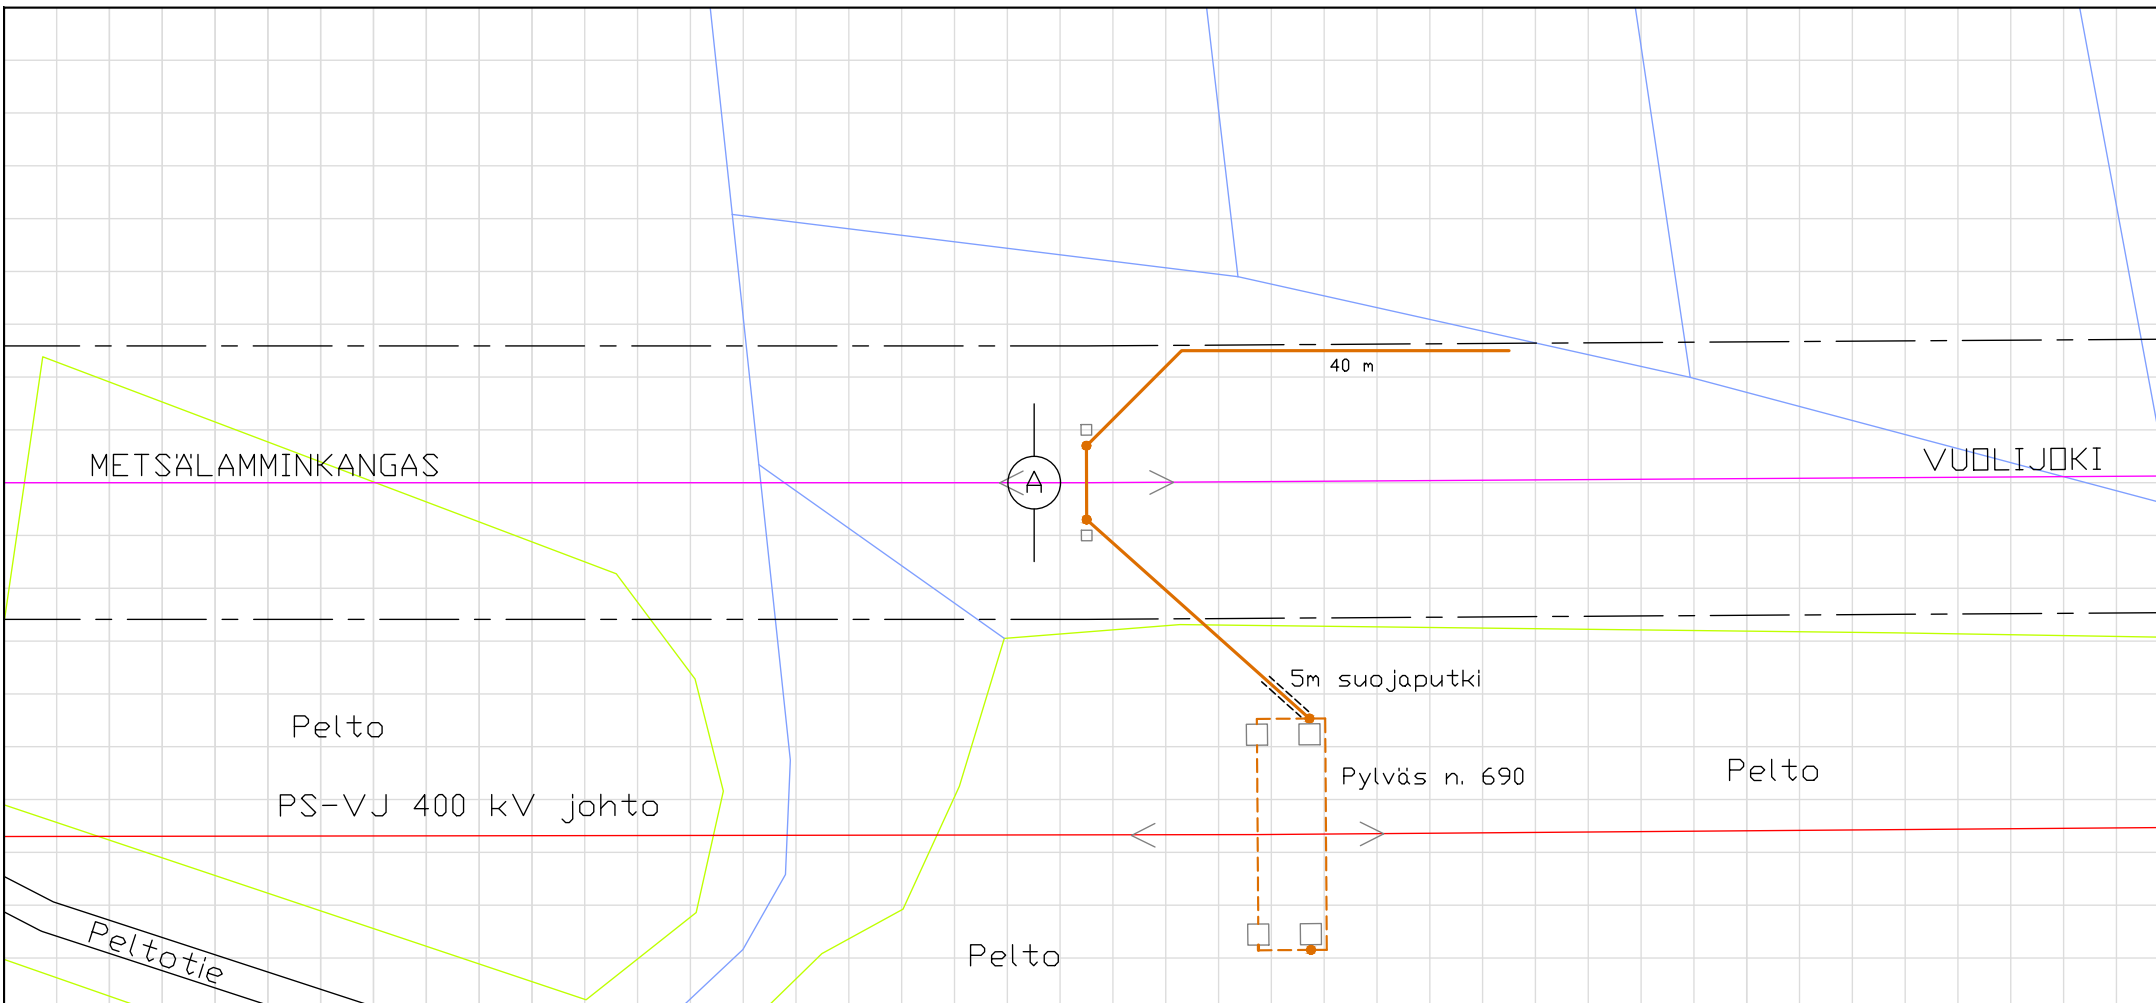 40 m
METSÄLAMMINKANGAS
A
VUOLIJOKI
5m suojaputki
Pelto
Pylväs n. 690
Pelto
PS-VJ 400 kV johto
Peltotie
Pelto